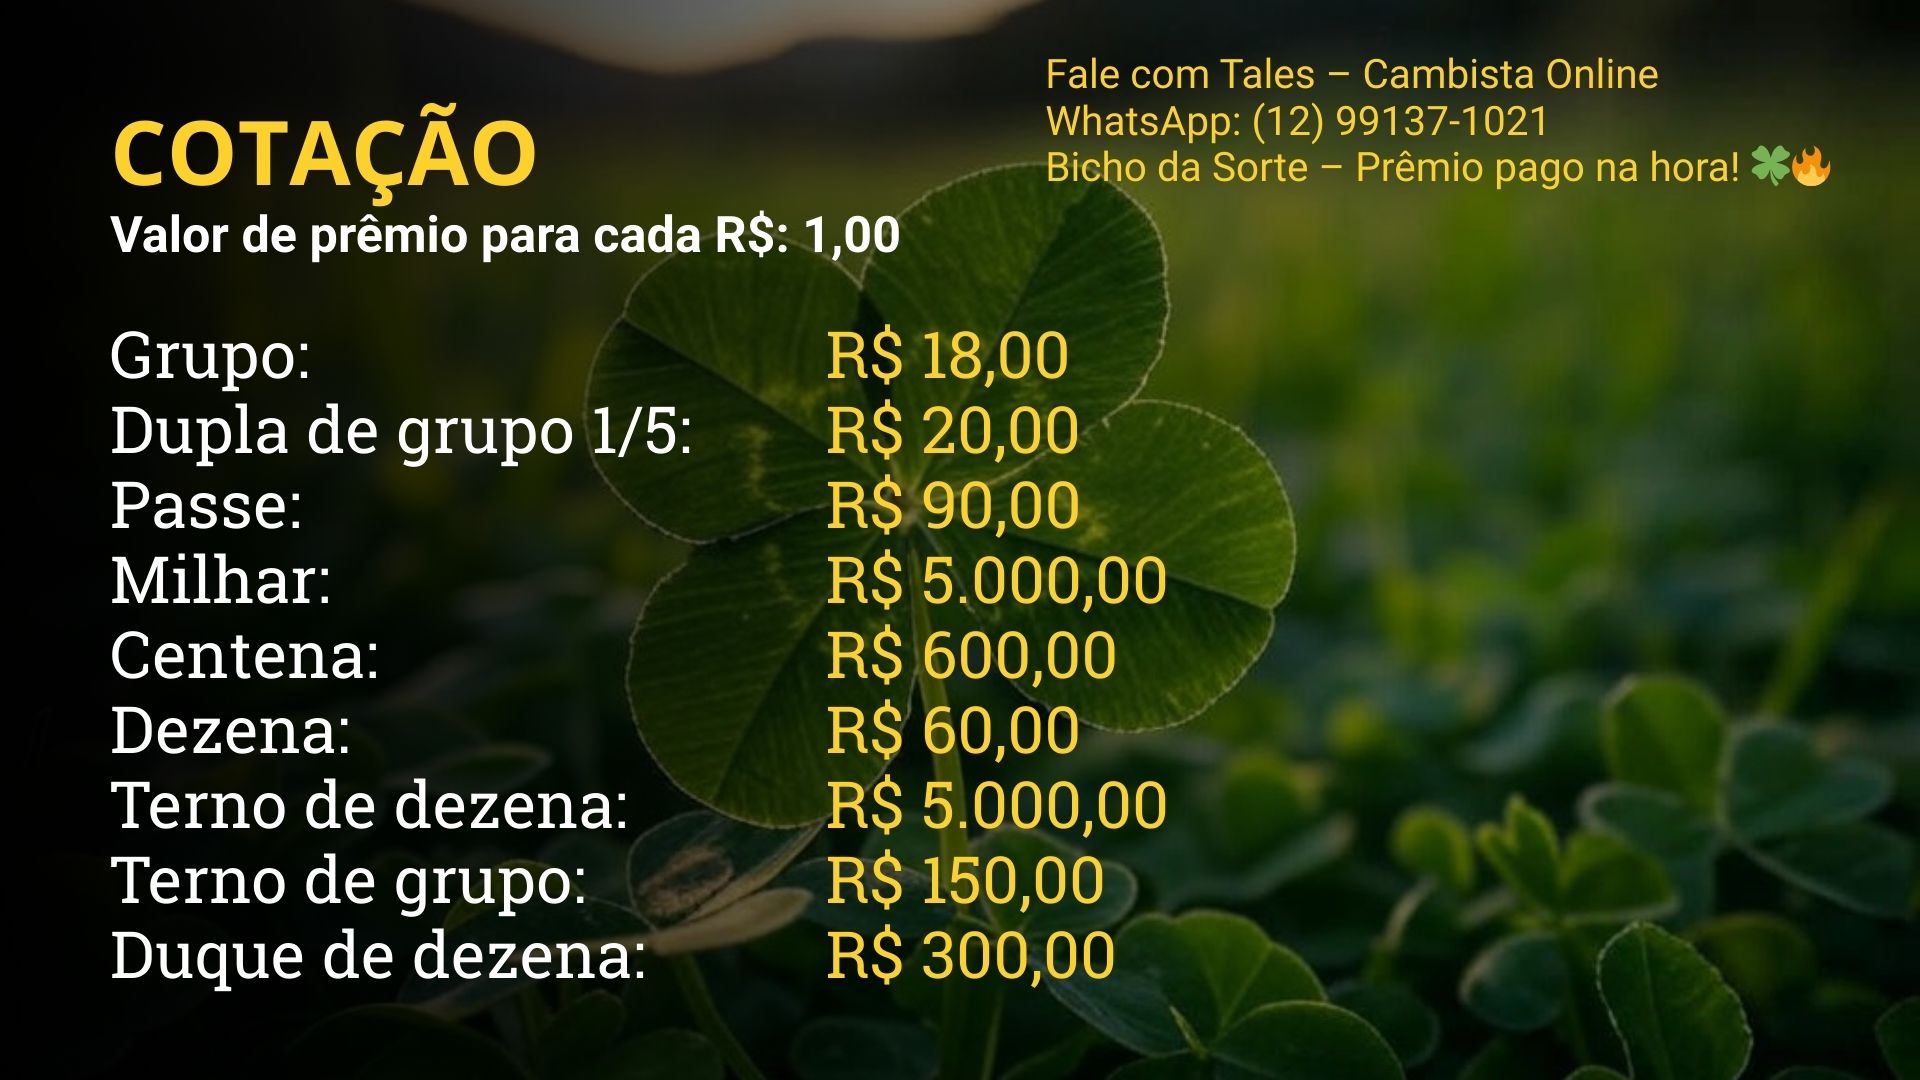 Fale com Tales – Cambista Online
WhatsApp: (12) 99137-1021
Bicho da Sorte – Prêmio pago na hora! 🍀🔥
COTAÇÃO
Valor de prêmio para cada R$: 1,00
Grupo: R$ 18,00
Dupla de grupo 1/5: R$ 20,00
Passe: R$ 90,00
Milhar: R$ 5.000,00
Centena: R$ 600,00
Dezena: R$ 60,00
Terno de dezena: R$ 5.000,00
Terno de grupo: R$ 150,00
Duque de dezena: R$ 300,00